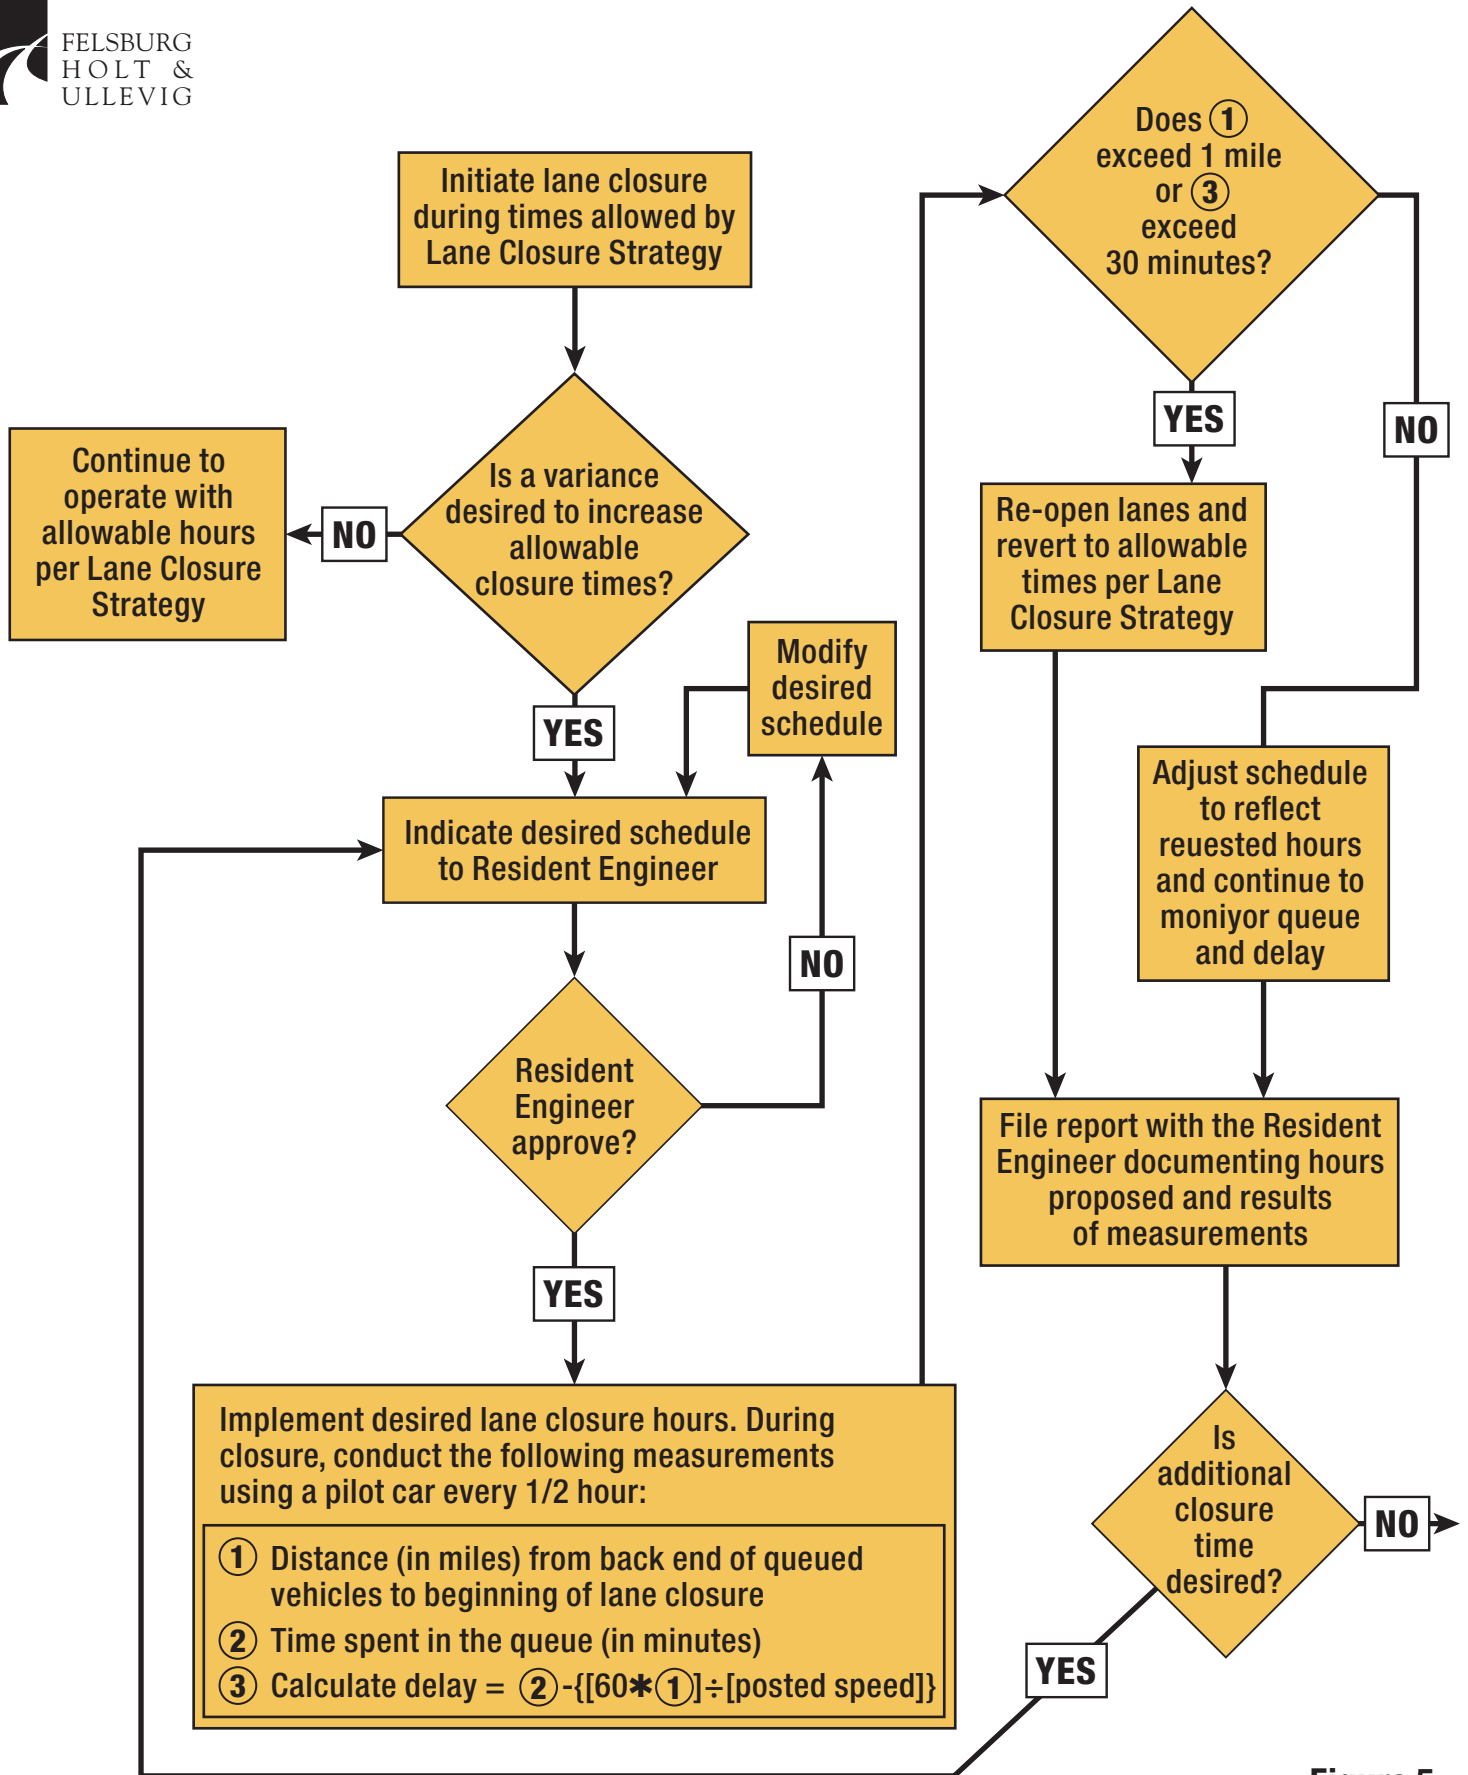 FELSBURG
HOLT &
ULLEVIG
Initiate lane closure
during times allowed by
Lane Closure Strategy
Is a variance
desired to increase
allowable
closure times?
NO
Continue to
operate with
allowable hours
per Lane Closure
Strategy
YES
Modify
desired
schedule
Indicate desired schedule
to Resident Engineer
NO
Resident
Engineer
approve?
YES
Implement desired lane closure hours. During
closure, conduct the following measurements
using a pilot car every 1/2 hour:
① Distance (in miles) from back end of queued
vehicles to beginning of lane closure
② Time spent in the queue (in minutes)
③ Calculate delay = ②-{[60✱①]÷[posted speed]}
Does ①
exceed 1 mile
or ③
exceed
30 minutes?
YES
NO
Re-open lanes and
revert to allowable
times per Lane
Closure Strategy
Adjust schedule
to reflect
reuested hours
and continue to
moniyor queue
and delay
File report with the Resident
Engineer documenting hours
proposed and results
of measurements
Is
additional
closure
time
desired?
NO
YES
Figure 5